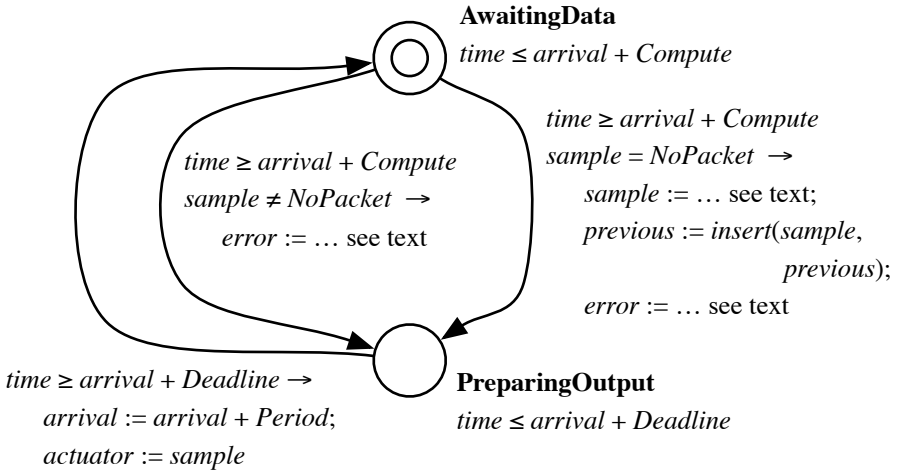 AwaitingData
time ≤ arrival + Compute
time ≥ arrival + Compute
sample = NoPacket →
sample := … see text;
previous := insert(sample,
previous);
error := … see text
time ≥ arrival + Compute
sample ≠ NoPacket →
error := … see text
PreparingOutput
time ≤ arrival + Deadline
time ≥ arrival + Deadline →
arrival := arrival + Period;
actuator := sample